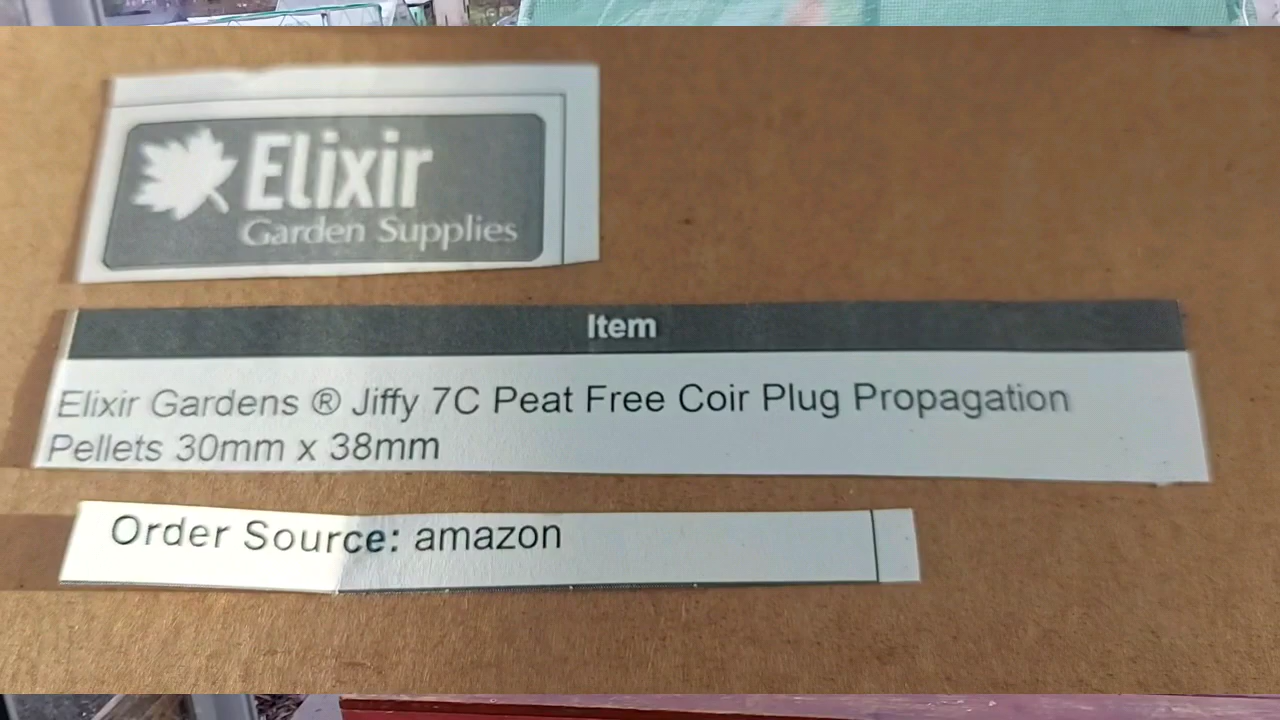 Elixir
Garden Supplies
Item
Elixir Gardens ® Jiffy 7C Peat Free Coir Plug Propagation
Pellets 30mm x 38mm
Order Source: amazon